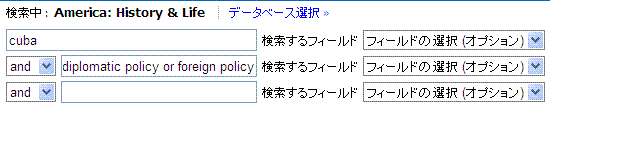 検索中 : America: History & Life データベース選択 »
cuba 検索するフィールド フィールドの選択 (オプション)
and diplomatic policy or foreign policy 検索するフィールド フィールドの選択 (オプション)
and 検索するフィールド フィールドの選択 (オプション)